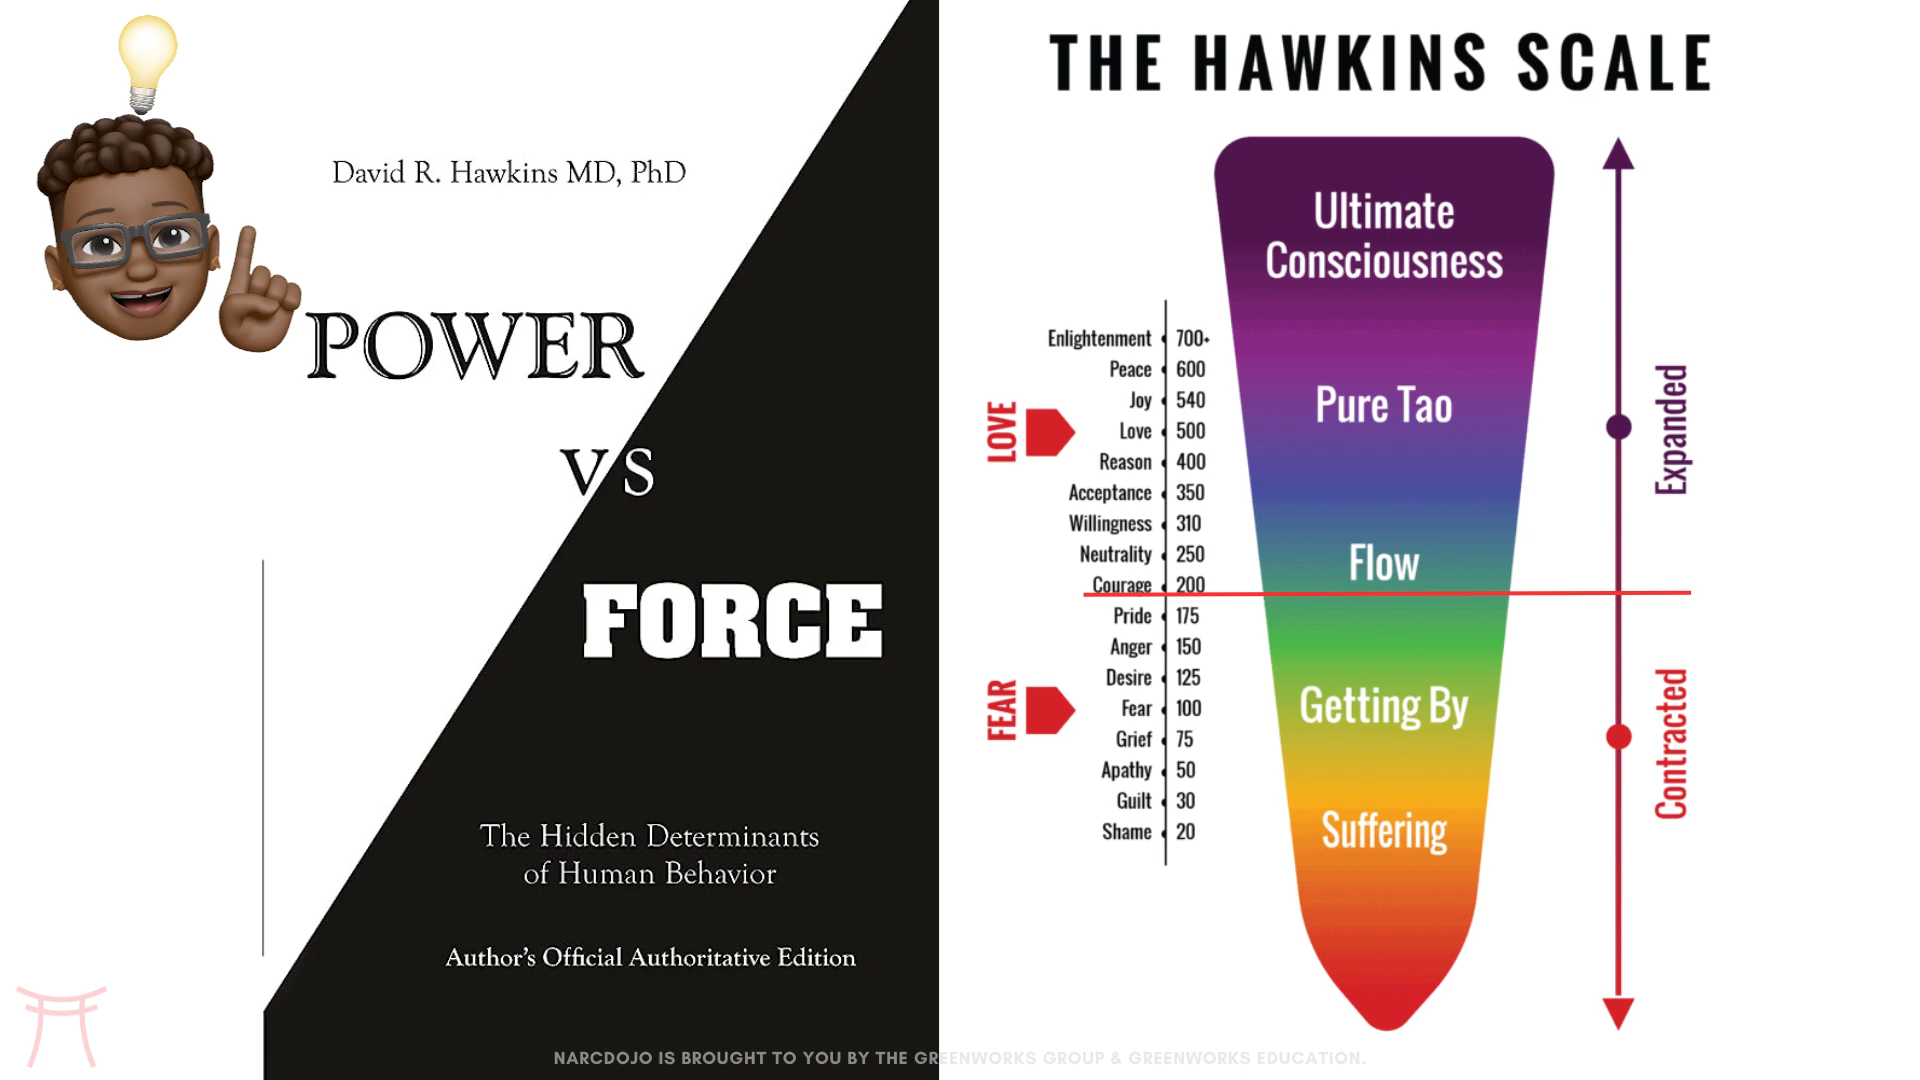 David R. Hawkins MD, PhD
POWER
VS
FORCE
The Hidden Determinants
of Human Behavior
Author's Official Authoritative Edition
THE HAWKINS SCALE
Enlightenment 700+
Peace 600
Joy 540
Love 500
Reason 400
Acceptance 350
Willingness 310
Neutrality 250
Courage 200
Pride 175
Anger 150
Desire 125
Fear 100
Grief 75
Apathy 50
Guilt 30
Shame 20
LOVE
FEAR
Ultimate
Consciousness
Pure Tao
Flow
Getting By
Suffering
Expanded
Contracted
NARCDOJO IS BROUGHT TO YOU BY THE GREENWORKS GROUP & GREENWORKS EDUCATION.